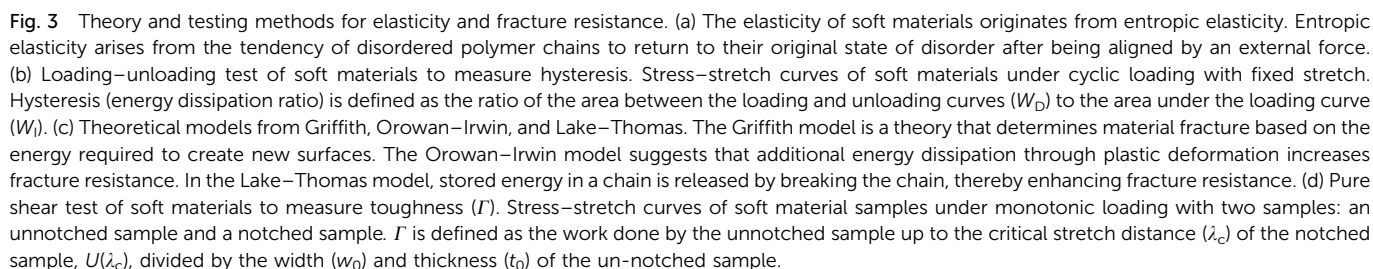 Fig. 3 Theory and testing methods for elasticity and fracture resistance. (a) The elasticity of soft materials originates from entropic elasticity. Entropic
elasticity arises from the tendency of disordered polymer chains to return to their original state of disorder after being aligned by an external force.
(b) Loading–unloading test of soft materials to measure hysteresis. Stress–stretch curves of soft materials under cyclic loading with fixed stretch.
Hysteresis (energy dissipation ratio) is defined as the ratio of the area between the loading and unloading curves (W_D) to the area under the loading curve
(W_I). (c) Theoretical models from Griffith, Orowan–Irwin, and Lake–Thomas. The Griffith model is a theory that determines material fracture based on the
energy required to create new surfaces. The Orowan–Irwin model suggests that additional energy dissipation through plastic deformation increases
fracture resistance. In the Lake–Thomas model, stored energy in a chain is released by breaking the chain, thereby enhancing fracture resistance. (d) Pure
shear test of soft materials to measure toughness (Γ). Stress–stretch curves of soft material samples under monotonic loading with two samples: an
unnotched sample and a notched sample. Γ is defined as the work done by the unnotched sample up to the critical stretch distance (λ_c) of the notched
sample, U(λ_c), divided by the width (w_0) and thickness (t_0) of the un-notched sample.